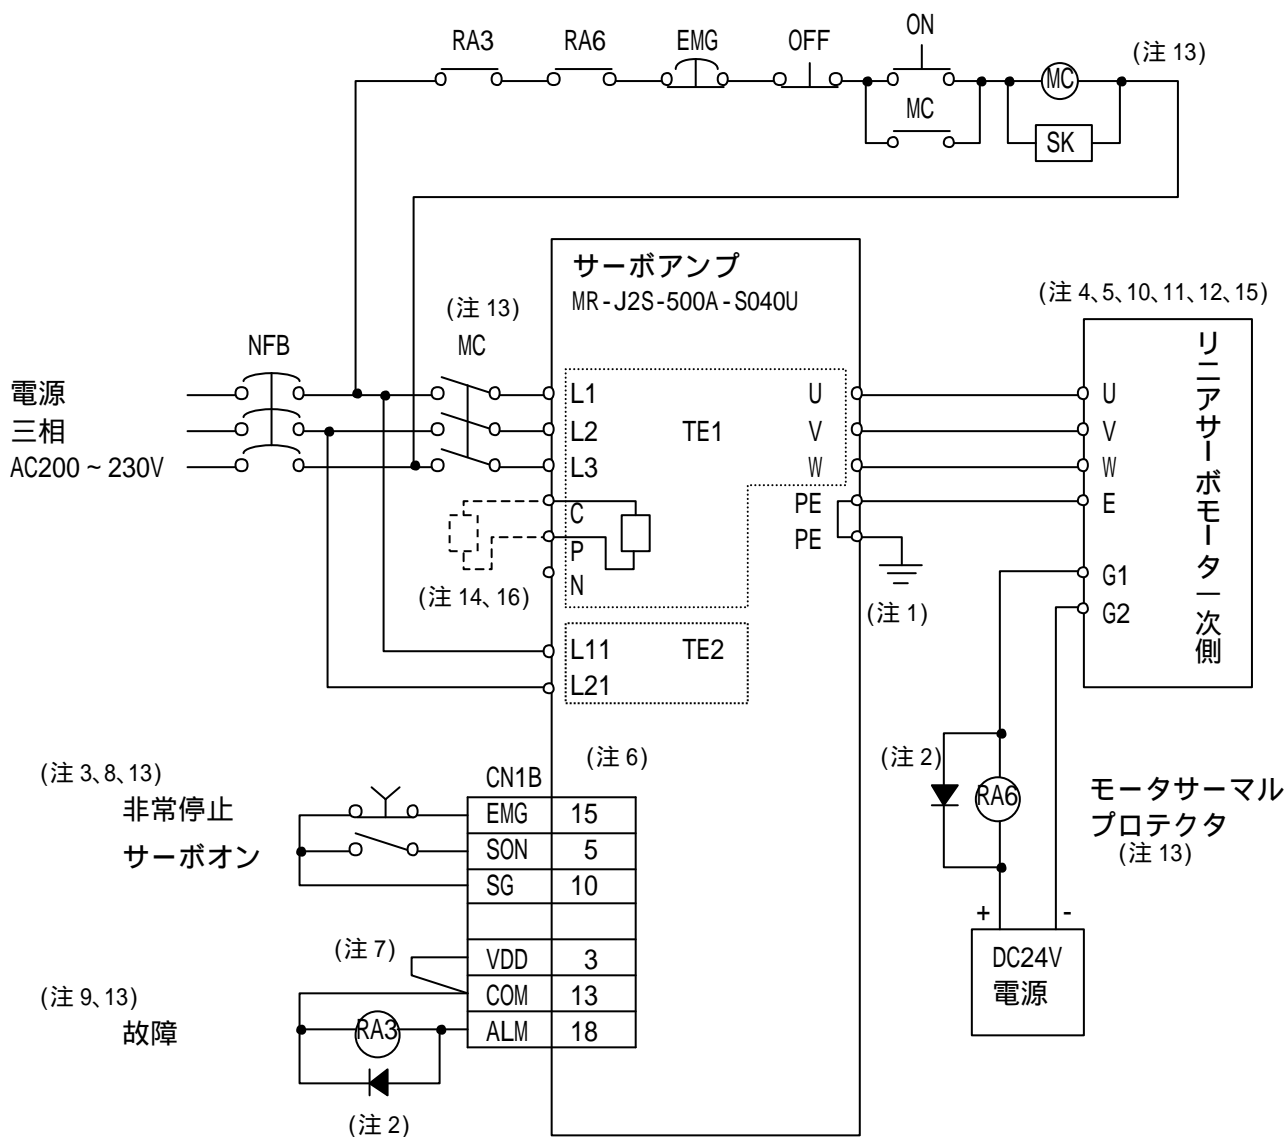 RA3 RA6 EMG OFF ON
(注 13)
MC
MC
SK
サーボアンプ
MR-J2S-500A-S040U
(注 4、5、10、11、12、15)
(注 13)
NFB MC
電源
三相
AC200 ~ 230V
L1
L2
L3
TE1
U
V
W
PE
PE
C
P
N
(注 14、16)
(注 1)
L11
L21
TE2
U
V
W
E
G1
G2
リニアサーボモータ一次側
(注 3、8、13)
非常停止
サーボオン
CN1B
(注 6)
EMG 15
SON 5
SG 10
(注 7)
VDD 3
COM 13
ALM 18
(注 9、13)
故障
RA3
(注 2)
(注 2)
RA6
モータサーマル
プロテクタ
(注 13)
+ -
DC24V
電源